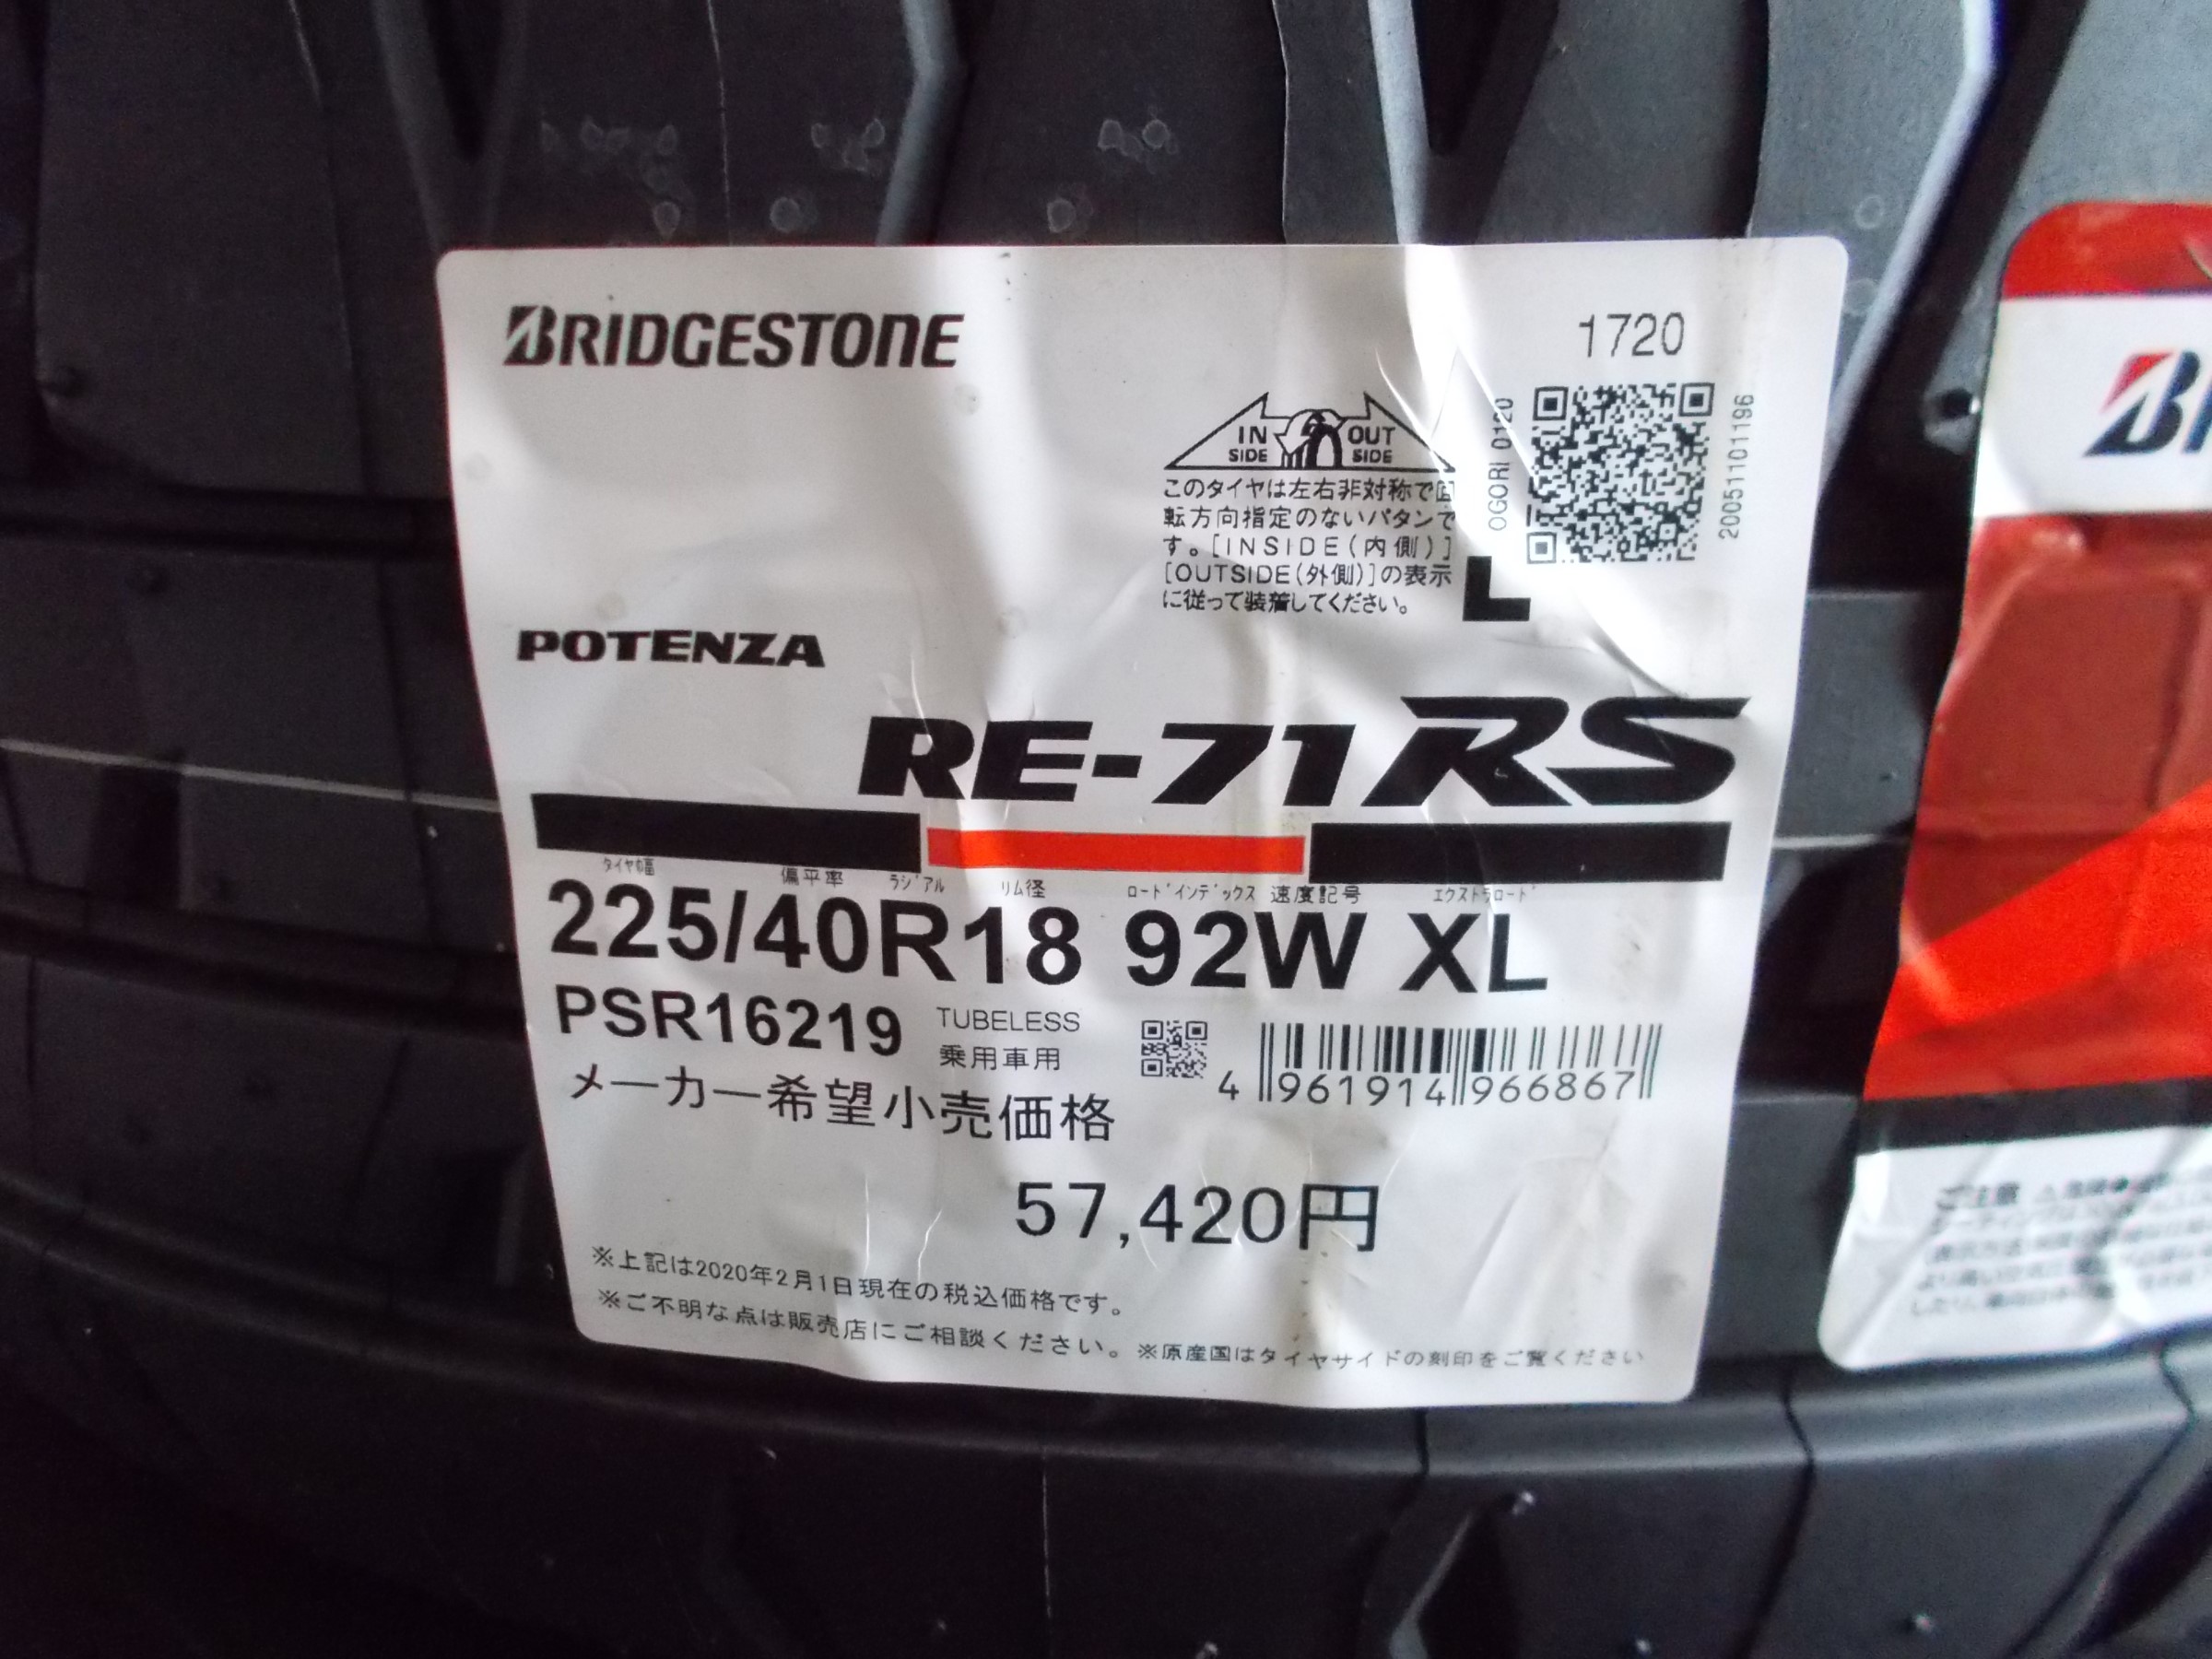 BRIDGESTONE
1720
OGORI 0120
20051101196
IN SIDE
OUT SIDE
このタイヤは左右非対称で回
転方向指定のないパタンで
す。[INSIDE(内側)]
[OUTSIDE(外側)]の表示
に従って装着してください。
L
POTENZA
RE-71RS
タイヤ幅 偏平率 ラジアル リム径 ロードインデックス 速度記号 エクストラロード
225/40R18 92W XL
PSR16219
TUBELESS
乗用車用
4 961914 966867
メーカー希望小売価格
57,420円
※上記は2020年2月1日現在の税込価格です。
※ご不明な点は販売店にご相談ください。※原産国はタイヤサイドの刻印をご覧ください
ご注意